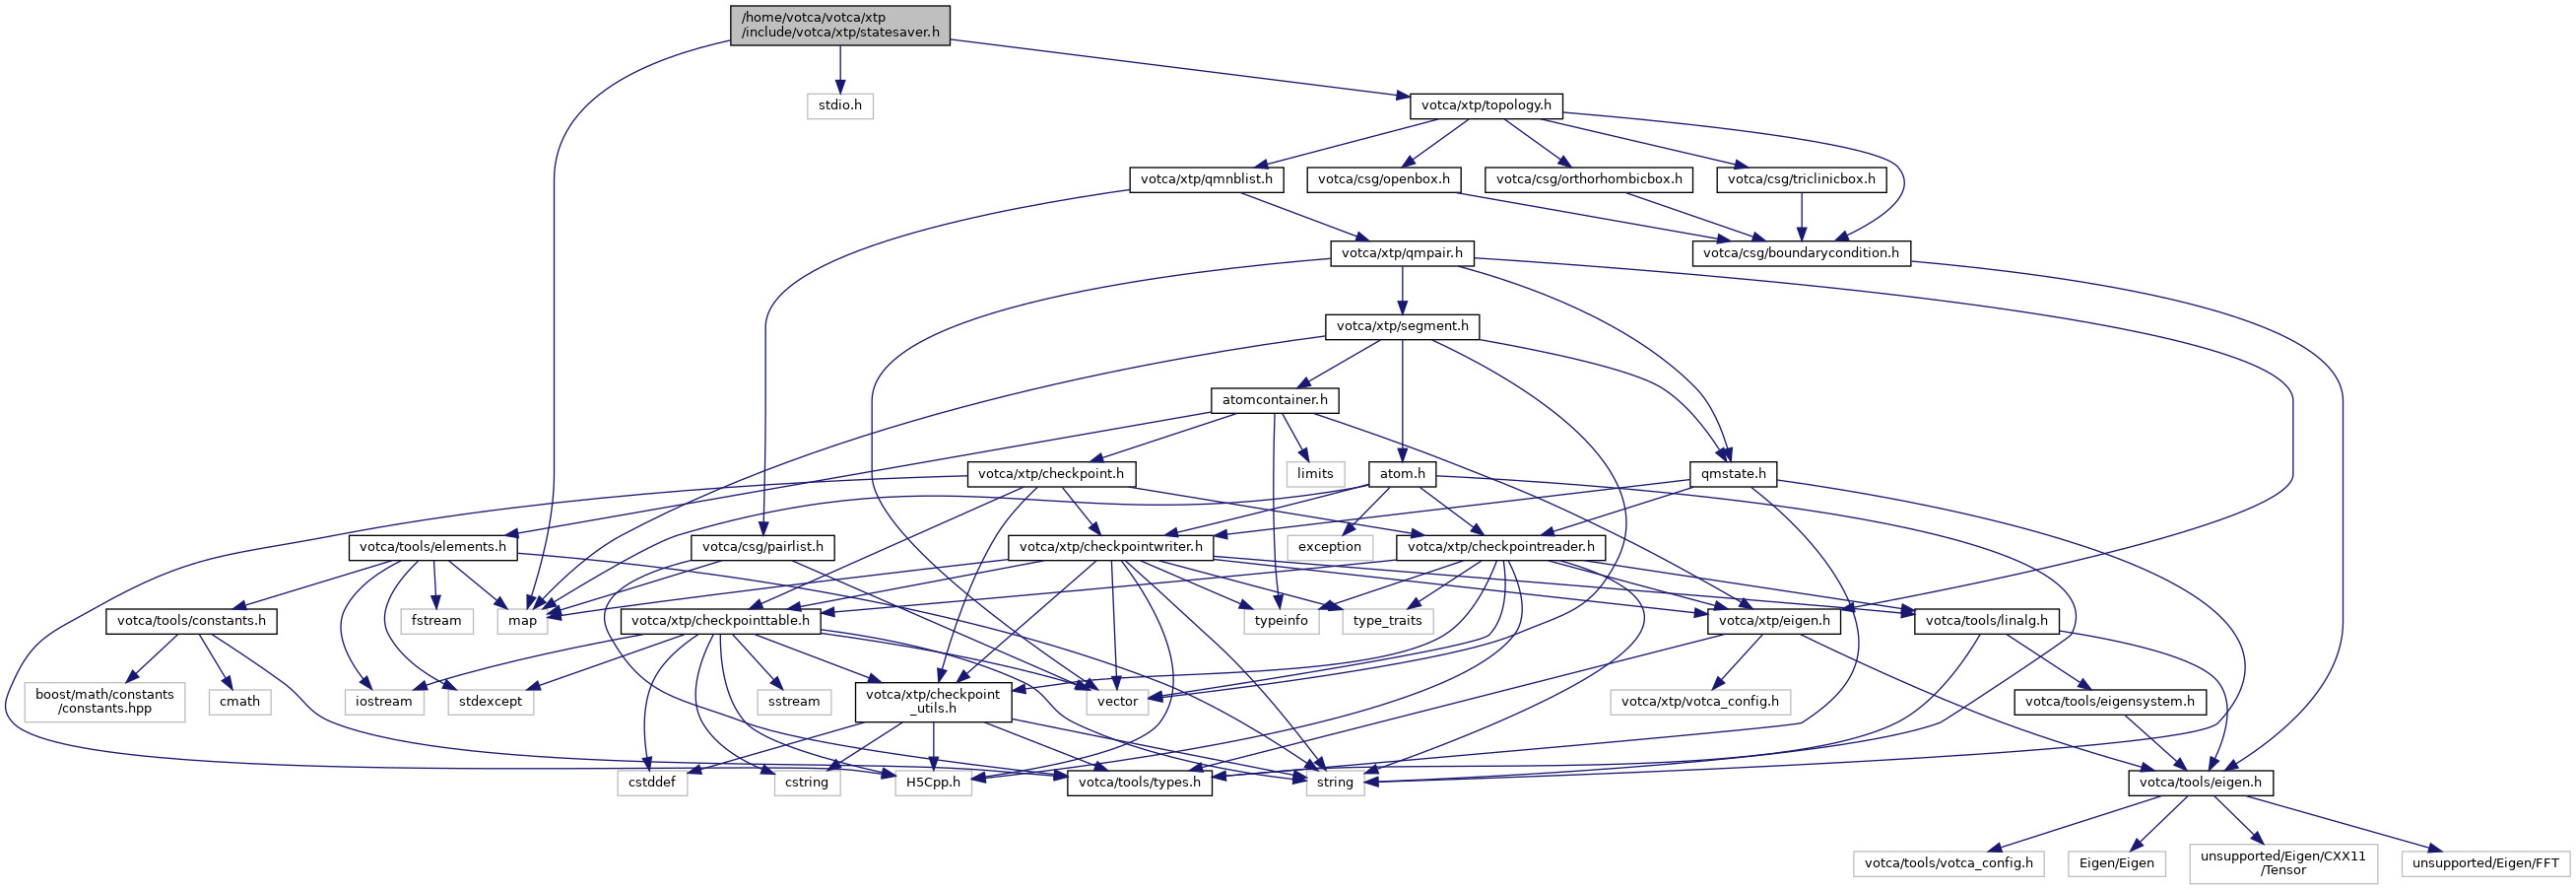 /home/votca/votca/xtp
/include/votca/xtp/statesaver.h
stdio.h
votca/xtp/topology.h
votca/xtp/qmnblist.h
votca/csg/openbox.h
votca/csg/orthorhombicbox.h
votca/csg/triclinicbox.h
votca/xtp/qmpair.h
votca/csg/boundarycondition.h
votca/xtp/segment.h
atomcontainer.h
votca/xtp/checkpoint.h
limits
atom.h
qmstate.h
votca/tools/elements.h
votca/csg/pairlist.h
votca/xtp/checkpointwriter.h
exception
votca/xtp/checkpointreader.h
votca/tools/constants.h
fstream
map
votca/xtp/checkpointtable.h
typeinfo
type_traits
votca/xtp/eigen.h
votca/tools/linalg.h
boost/math/constants
/constants.hpp
cmath
iostream
stdexcept
sstream
votca/xtp/checkpoint
_utils.h
vector
votca/xtp/votca_config.h
votca/tools/eigensystem.h
cstddef
cstring
H5Cpp.h
votca/tools/types.h
string
votca/tools/eigen.h
votca/tools/votca_config.h
Eigen/Eigen
unsupported/Eigen/CXX11
/Tensor
unsupported/Eigen/FFT